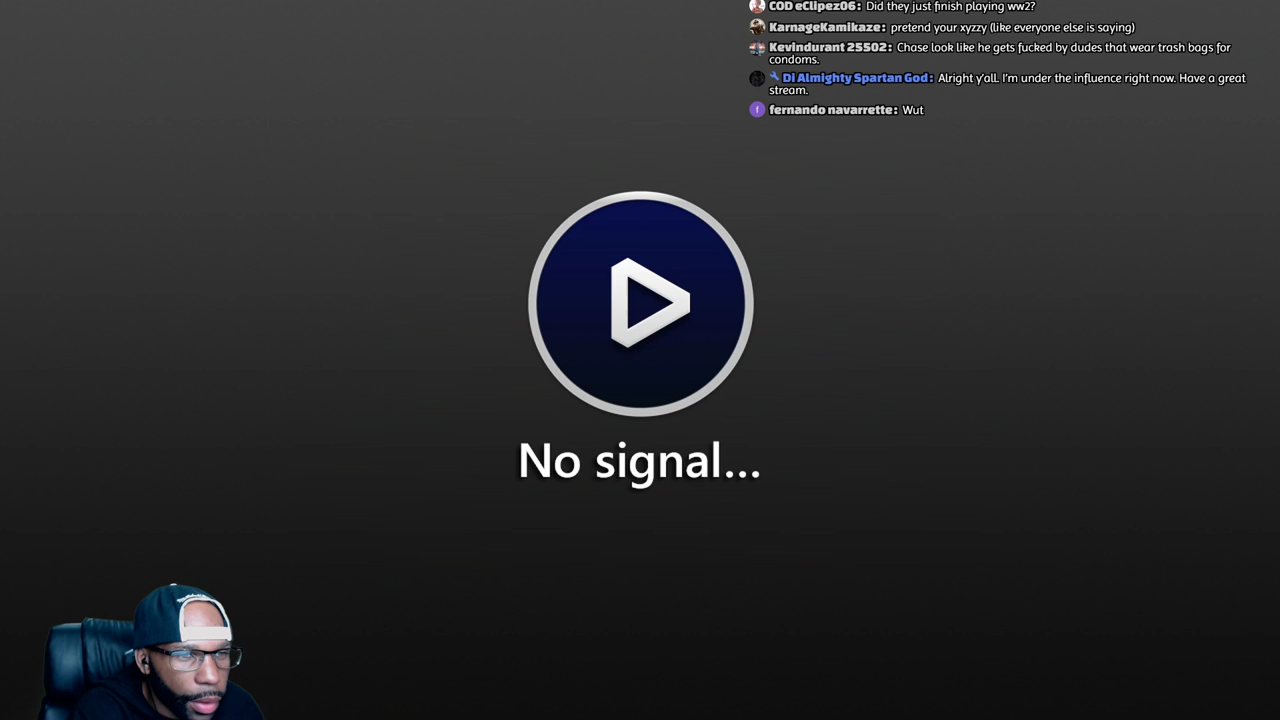 COD eClipez06: Did they just finish playing ww2?
KarnageKamikaze: pretend your xyzzy (like everyone else is saying)
Kevindurant 25502: Chase look like he gets fucked by dudes that wear trash bags for
condoms.
Di Almighty Spartan God: Alright y'all. I'm under the influence right now. Have a great
stream.
f fernando navarrette: Wut
No signal...